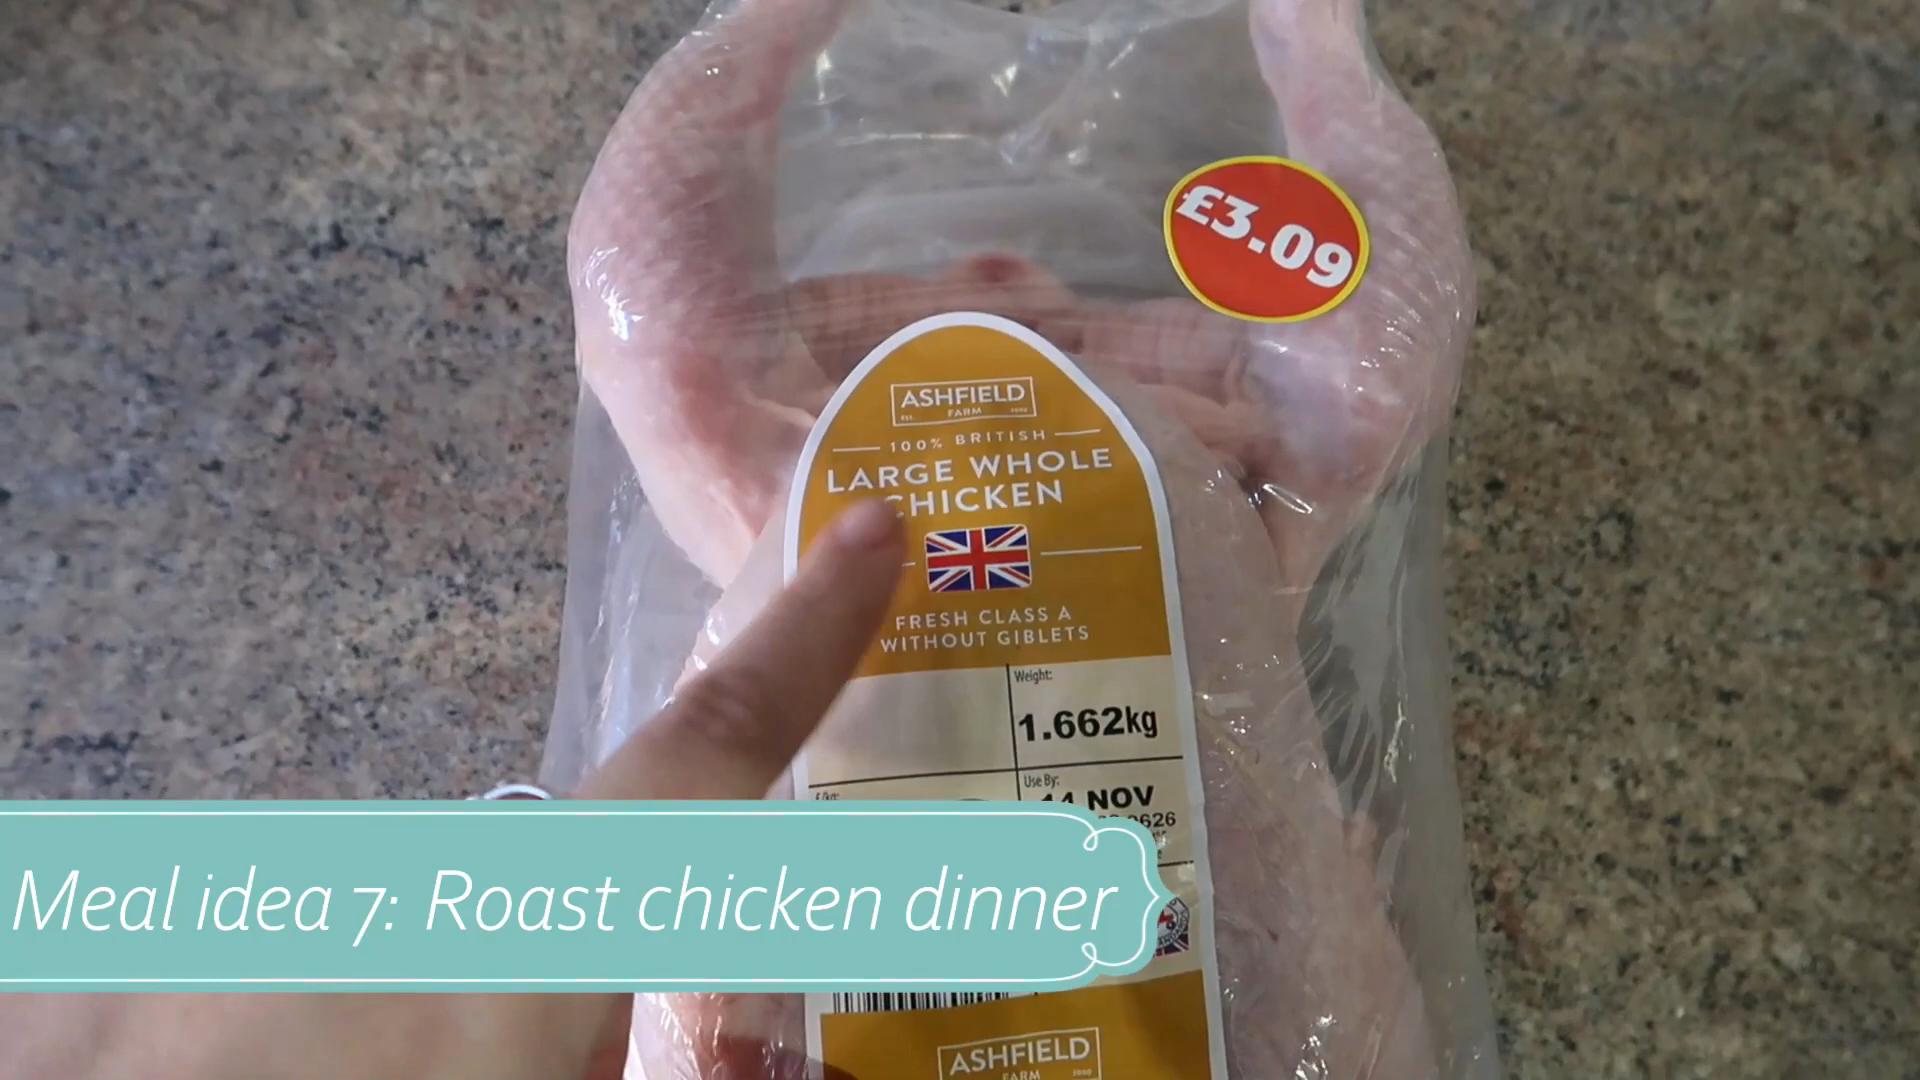 £3.09
ASHFIELD
FARM
100% BRITISH
LARGE WHOLE
CHICKEN
FRESH CLASS A
WITHOUT GIBLETS
Weight:
1.662kg
Use By:
NOV
Meal idea 7: Roast chicken dinner
ASHFIELD
FARM